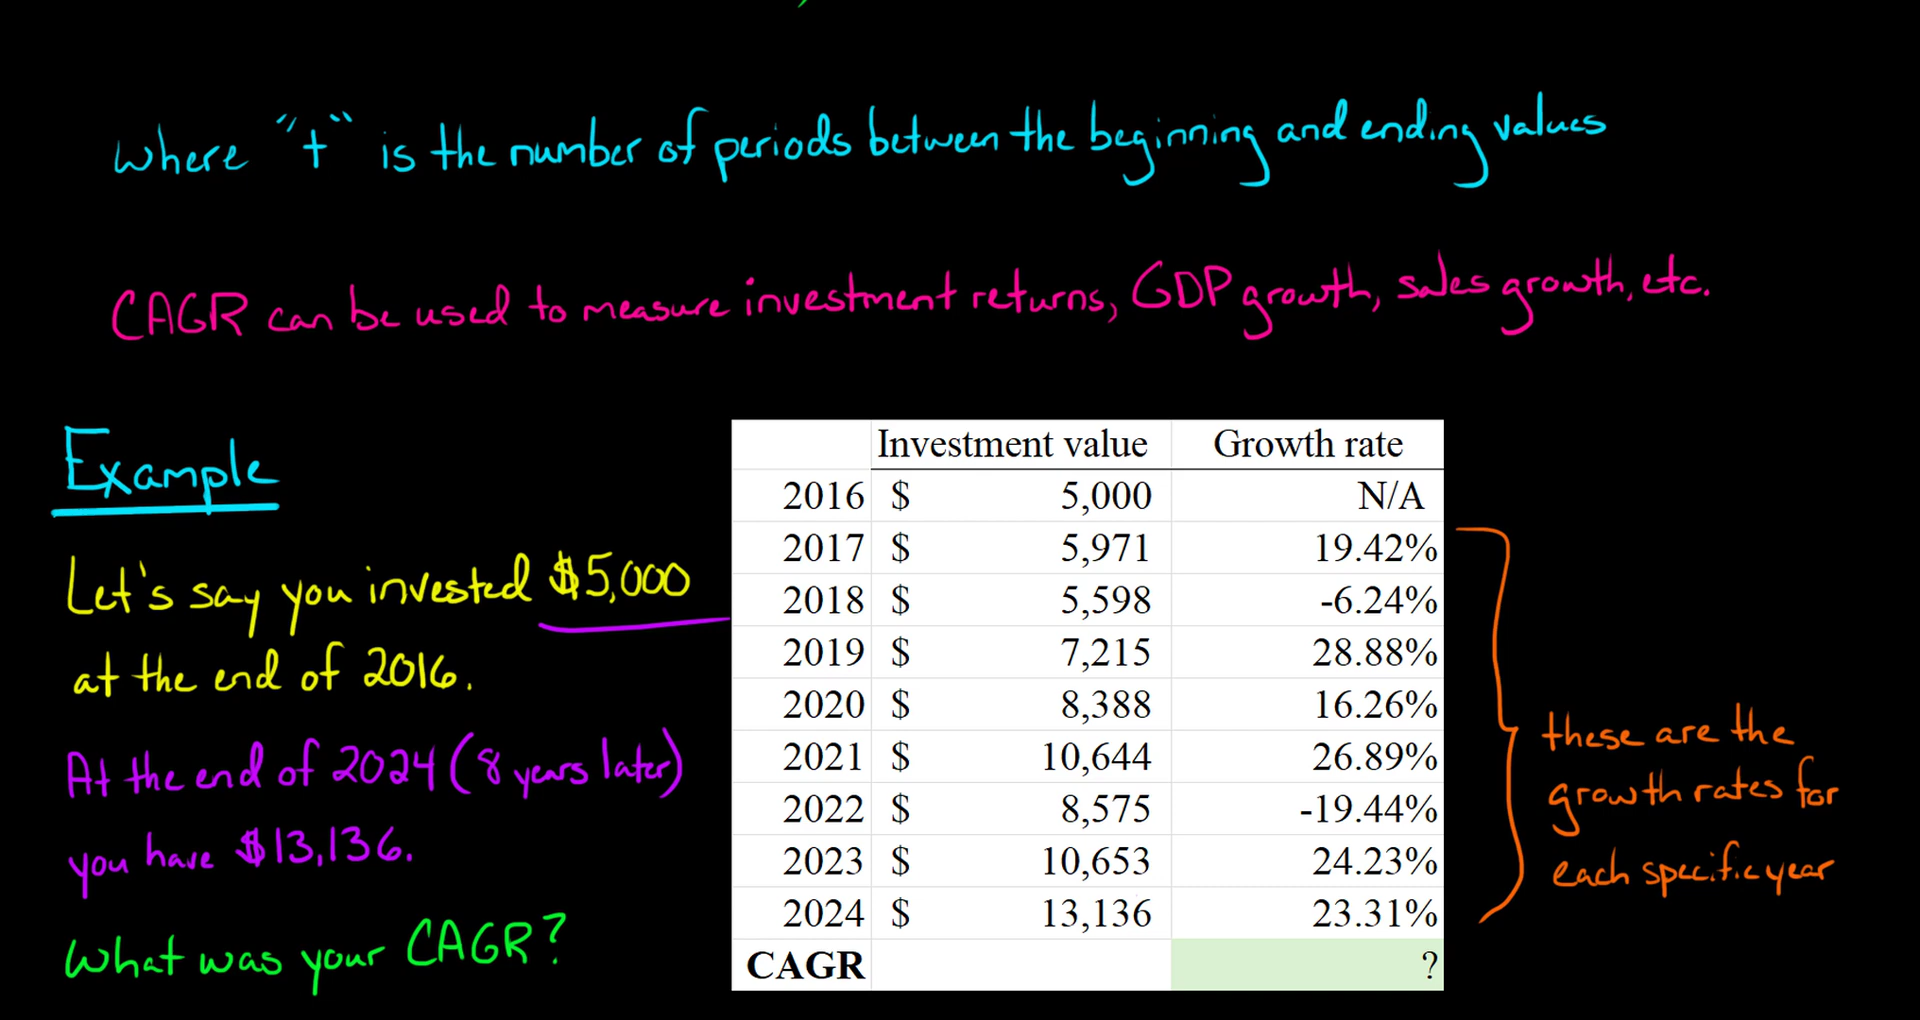 where "t" is the number of periods between the beginning and ending values
CAGR can be used to measure investment returns, GDP growth, sales growth, etc.
Example
Let's say you invested $5,000
at the end of 2016.
At the end of 2024 (8 years later)
you have $13,136.
What was your CAGR?
Investment value Growth rate
2016 $ 5,000 N/A
2017 $ 5,971 19.42%
2018 $ 5,598 -6.24%
2019 $ 7,215 28.88%
2020 $ 8,388 16.26%
2021 $ 10,644 26.89%
2022 $ 8,575 -19.44%
2023 $ 10,653 24.23%
2024 $ 13,136 23.31%
CAGR ?
these are the
growth rates for
each specific year